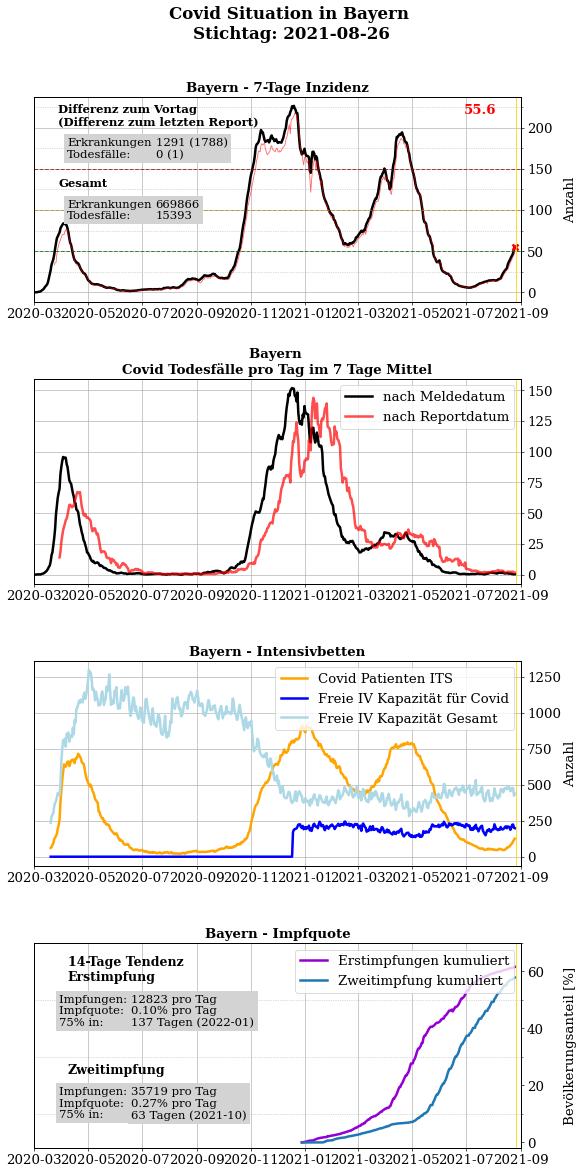 Covid Situation in Bayern
Stichtag: 2021-08-26
Bayern - 7-Tage Inzidenz
Differenz zum Vortag
(Differenz zum letzten Report)
Erkrankungen 1291 (1788)
Todesfälle: 0 (1)
Gesamt
Erkrankungen 669866
Todesfälle: 15393
55.6
200
150
100
50
0
Anzahl
2020-03 2020-05 2020-07 2020-09 2020-11 2021-01 2021-03 2021-05 2021-07 2021-09
Bayern
Covid Todesfälle pro Tag im 7 Tage Mittel
nach Meldedatum
nach Reportdatum
150
125
100
75
50
25
0
2020-03 2020-05 2020-07 2020-09 2020-11 2021-01 2021-03 2021-05 2021-07 2021-09
Bayern - Intensivbetten
Covid Patienten ITS
Freie IV Kapazität für Covid
Freie IV Kapazität Gesamt
1250
1000
750
500
250
0
Anzahl
2020-03 2020-05 2020-07 2020-09 2020-11 2021-01 2021-03 2021-05 2021-07 2021-09
Bayern - Impfquote
14-Tage Tendenz
Erstimpfung
Impfungen: 12823 pro Tag
Impfquote: 0.10% pro Tag
75% in: 137 Tagen (2022-01)
Zweitimpfung
Impfungen: 35719 pro Tag
Impfquote: 0.27% pro Tag
75% in: 63 Tagen (2021-10)
Erstimpfungen kumuliert
Zweitimpfung kumuliert
60
40
20
0
Bevölkerungsanteil [%]
2020-03 2020-05 2020-07 2020-09 2020-11 2021-01 2021-03 2021-05 2021-07 2021-09